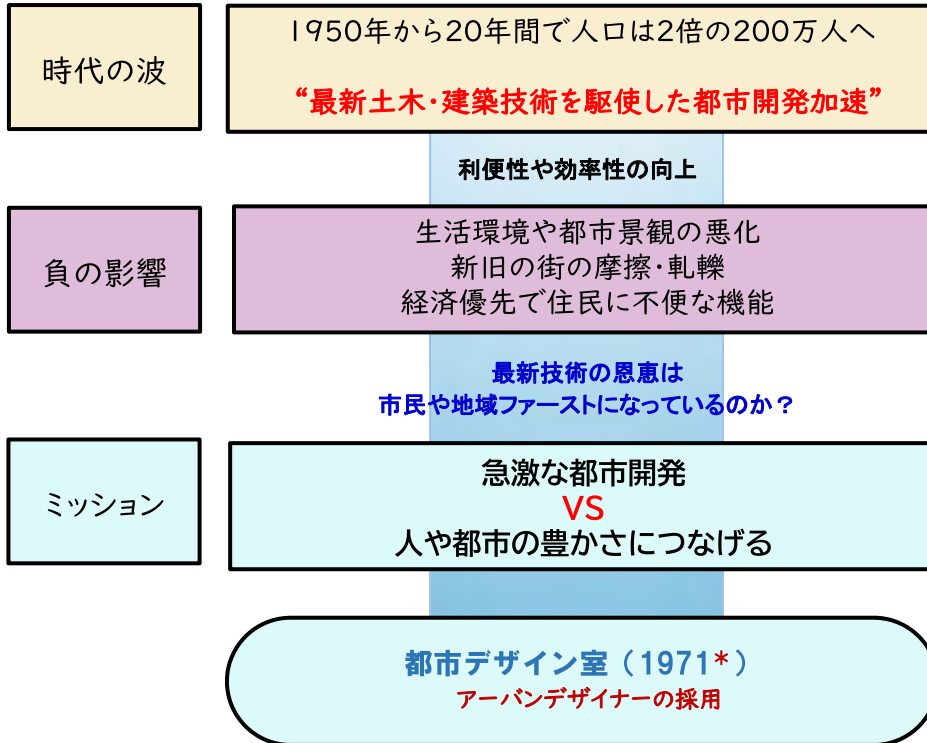 時代の波
1950年から20年間で人口は2倍の200万人へ
“最新土木・建築技術を駆使した都市開発加速”
利便性や効率性の向上
負の影響
生活環境や都市景観の悪化
新旧の街の摩擦・軋轢
経済優先で住民に不便な機能
最新技術の恩恵は
市民や地域ファーストになっているのか？
ミッション
急激な都市開発
VS
人や都市の豊かさにつなげる
都市デザイン室（1971*）
アーバンデザイナーの採用